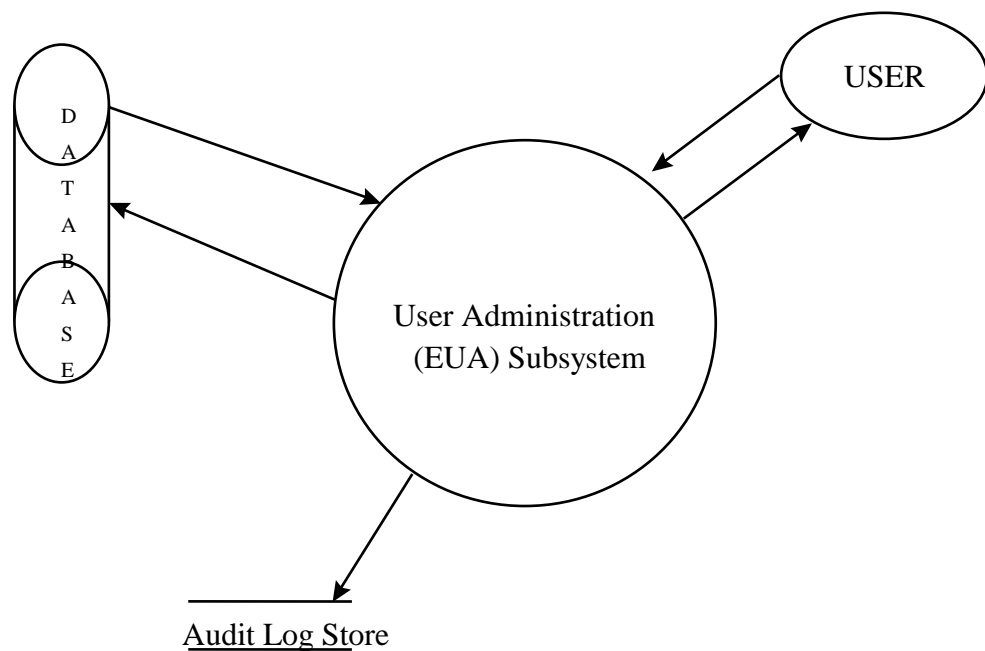 USER
D
A
T
A
B
A
S
E
User Administration
(EUA) Subsystem
Audit Log Store